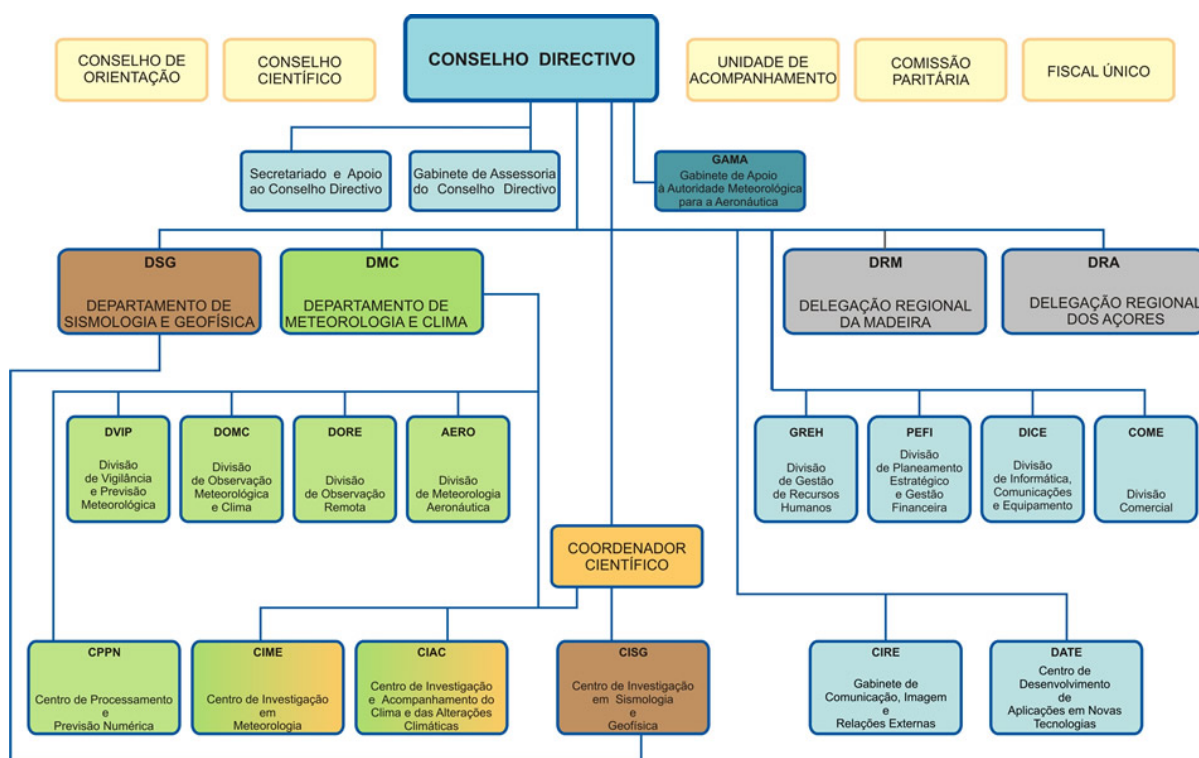 CONSELHO DE
ORIENTAÇÃO
CONSELHO
CIENTÍFICO
CONSELHO DIRECTIVO
UNIDADE DE
ACOMPANHAMENTO
COMISSÃO
PARITÁRIA
FISCAL ÚNICO
Secretariado e Apoio
ao Conselho Directivo
Gabinete de Assessoria
do Conselho Directivo
GAMA
Gabinete de Apoio
à Autoridade Meteorológica
para a Aeronáutica
DSG
DEPARTAMENTO DE
SISMOLOGIA E GEOFÍSICA
DMC
DEPARTAMENTO DE
METEOROLOGIA E CLIMA
DRM
DELEGAÇÃO REGIONAL
DA MADEIRA
DRA
DELEGAÇÃO REGIONAL
DOS AÇORES
DVIP
Divisão
de Vigilância
e Previsão
Meteorológica
DOMC
Divisão
de Observação
Meteorológica
e Clima
DORE
Divisão
de Observação
Remota
AERO
Divisão
de Meteorologia
Aeronáutica
GREH
Divisão
de Gestão
de Recursos
Humanos
PEFI
Divisão
de Planeamento
Estratégico
e Gestão
Financeira
DICE
Divisão
de Informática,
Comunicações
e Equipamento
COME
Divisão
Comercial
COORDENADOR
CIENTÍFICO
CPPN
Centro de Processamento
e
Previsão Numérica
CIME
Centro de Investigação
em
Meteorologia
CIAC
Centro de Investigação
e Acompanhamento do
Clima e das Alterações
Climáticas
CISG
Centro de Investigação
em Sismologia
e
Geofísica
CIRE
Gabinete de
Comunicação, Imagem
e
Relações Externas
DATE
Centro de
Desenvolvimento
de
Aplicações em Novas
Tecnologias